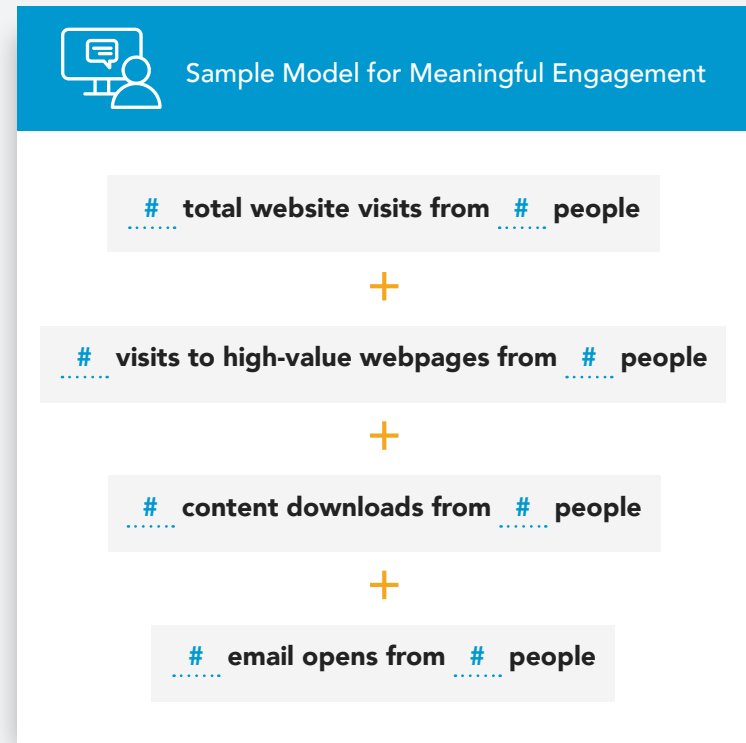 Sample Model for Meaningful Engagement
# total website visits from # people
+
# visits to high-value webpages from # people
+
# content downloads from # people
+
# email opens from # people